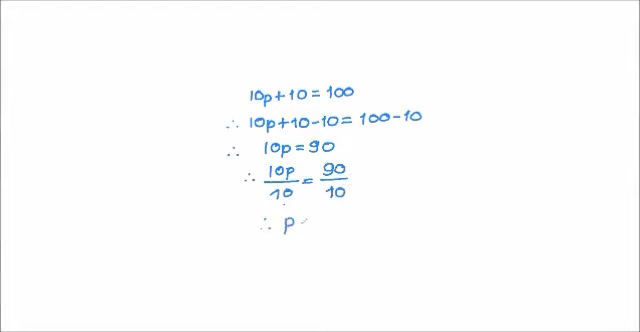 10p+10=100
∴ 10p+10-10=100-10
∴ 10p=90
∴ 10p/10 = 90/10
∴ p